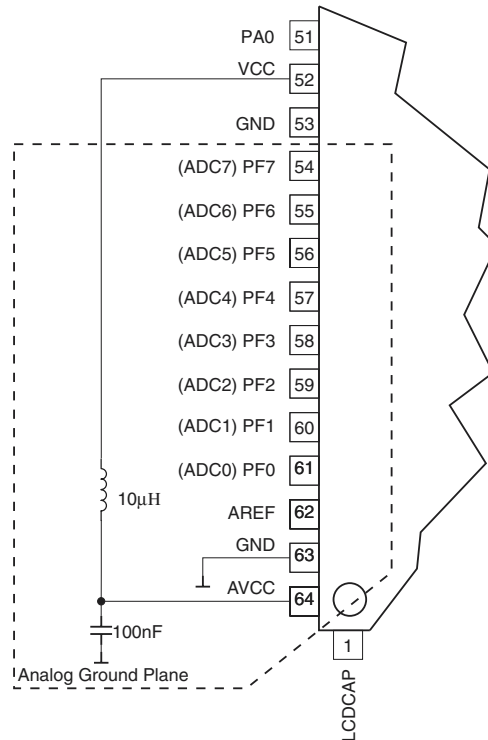 PA0 51
VCC 52
GND 53
(ADC7) PF7 54
(ADC6) PF6 55
(ADC5) PF5 56
(ADC4) PF4 57
(ADC3) PF3 58
(ADC2) PF2 59
(ADC1) PF1 60
(ADC0) PF0 61
10µH
AREF 62
GND 63
AVCC 64
100nF
1
Analog Ground Plane
LCDCAP